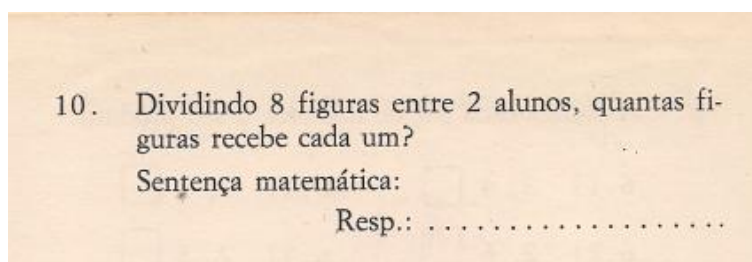 10. Dividindo 8 figuras entre 2 alunos, quantas fi-
guras recebe cada um?
Sentença matemática:
Resp.: . . . . . . . . . . . . . . . . . . . .